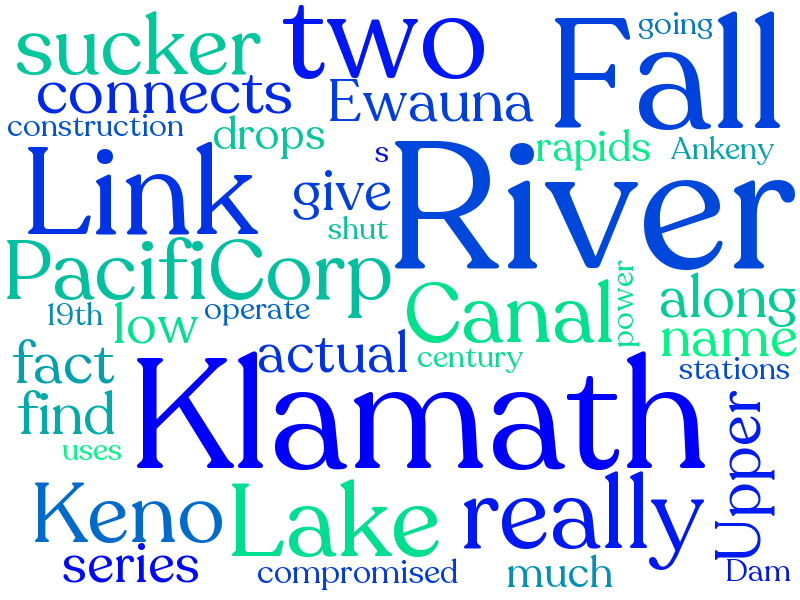 sucker
two
Fall
going
connects
Ewauna
construction
drops
s
rapids
Ankeny
Link
give
River
shut
PacifiCorp
19th
operate
low
Canal
power
along
name
fact
actual
century
stations
find
Klamath
uses
Upper
Keno
Lake
really
series
compromised
much
Dam